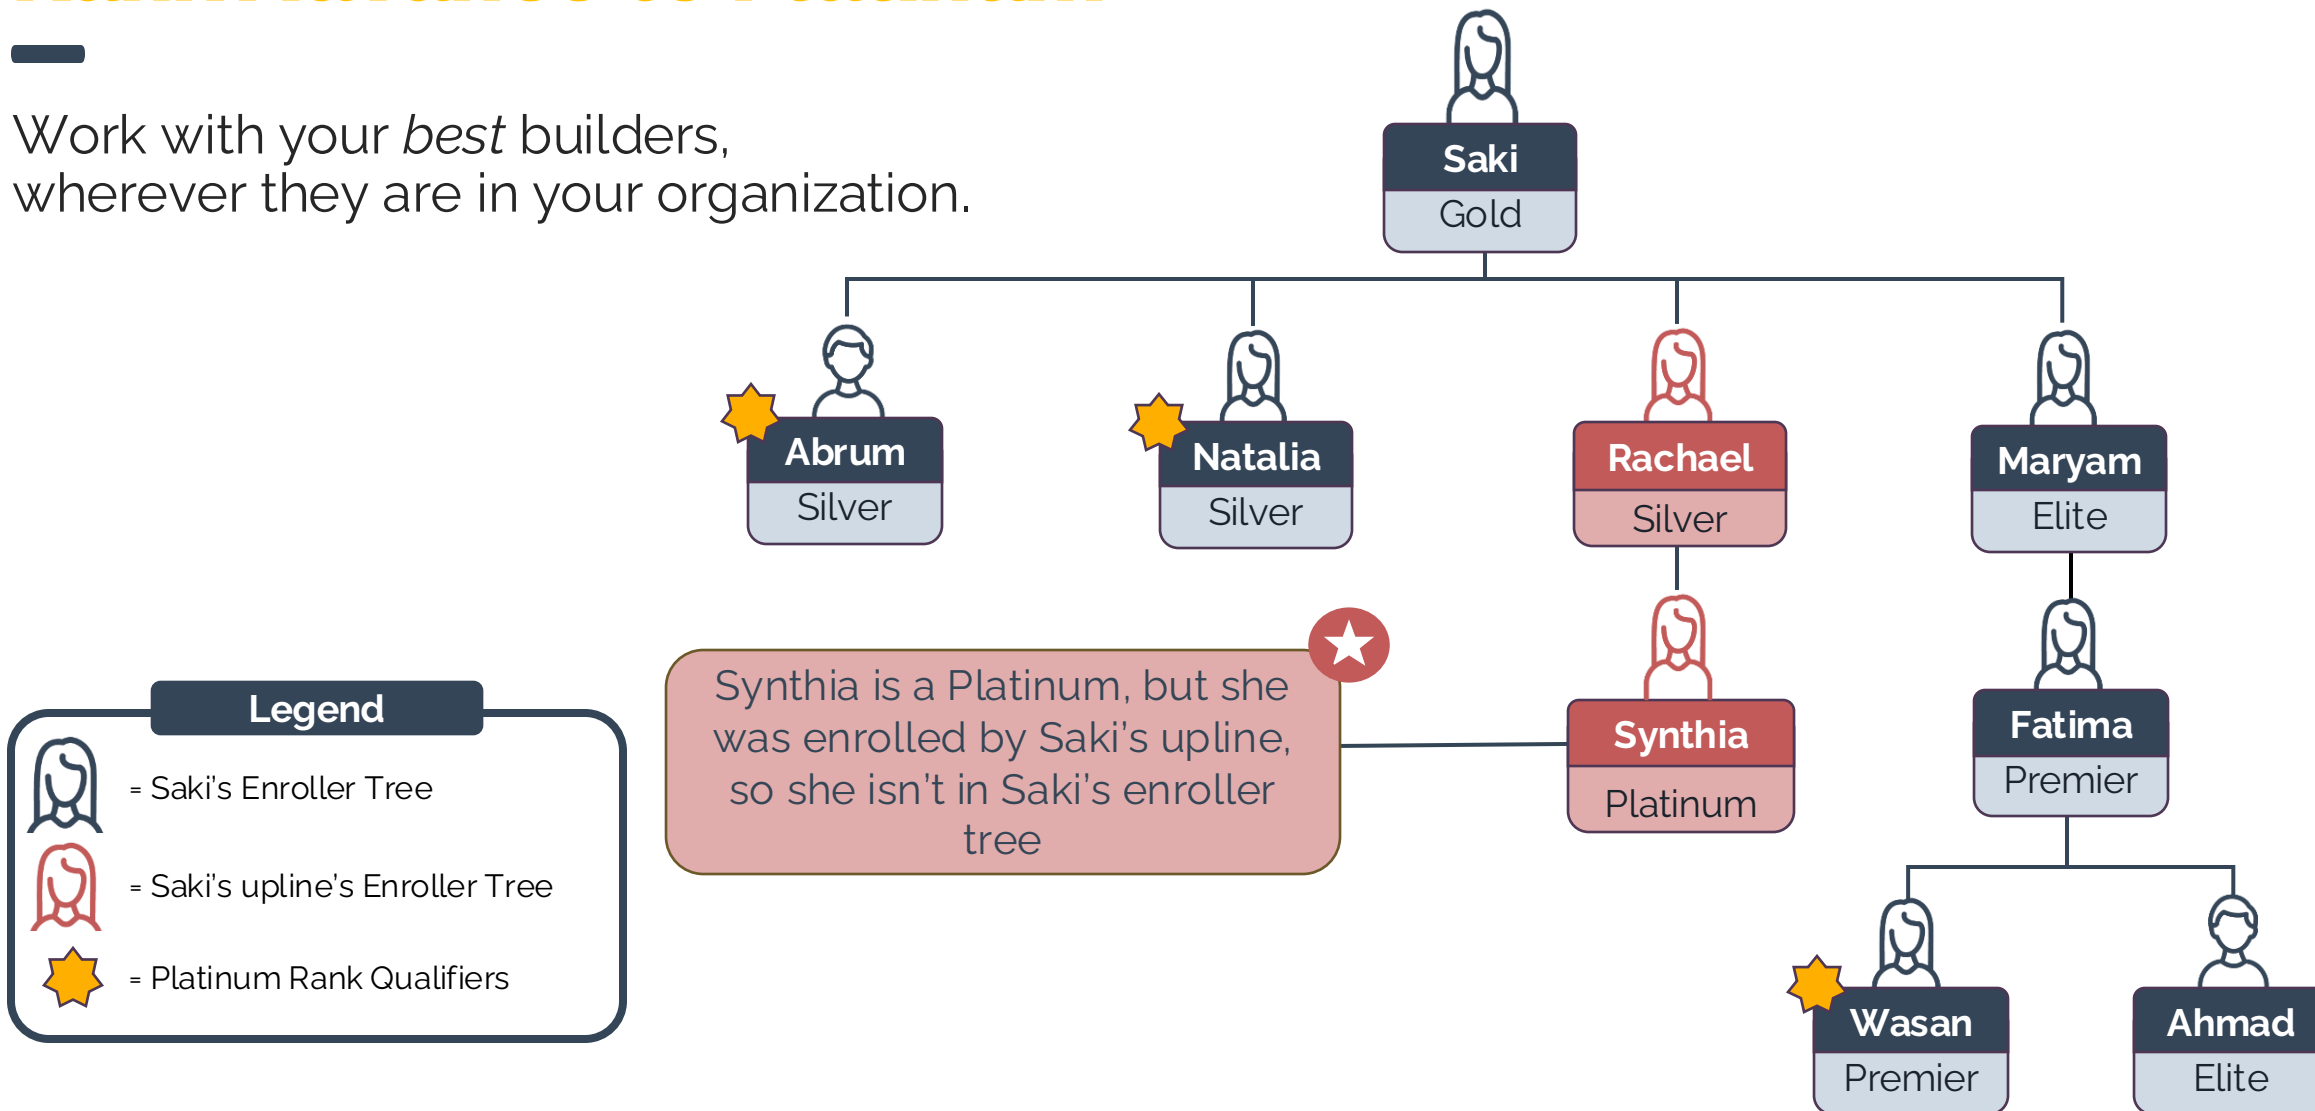 Work with your best builders,
wherever they are in your organization.
Saki
Gold
Abrum
Silver
Natalia
Silver
Rachael
Silver
Maryam
Elite
Synthia is a Platinum, but she
was enrolled by Saki's upline,
so she isn't in Saki's enroller
tree
Synthia
Platinum
Fatima
Premier
Wasan
Premier
Ahmad
Elite
Legend
= Saki's Enroller Tree
= Saki's upline's Enroller Tree
= Platinum Rank Qualifiers